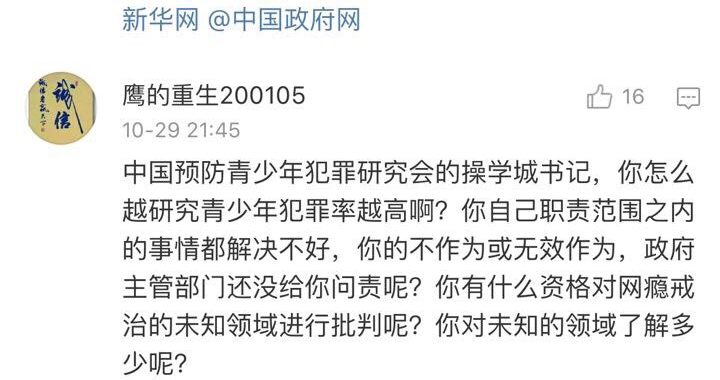 新华网 @中国政府网
鹰的重生200105
16
10-29 21:45
诚信
中国预防青少年犯罪研究会的操学城书记，你怎么
越研究青少年犯罪率越高啊？你自己职责范围之内
的事情都解决不好，你的不作为或无效作为，政府
主管部门还没给你问责呢？你有什么资格对网瘾戒
治的未知领域进行批判呢？你对未知的领域了解多
少呢？